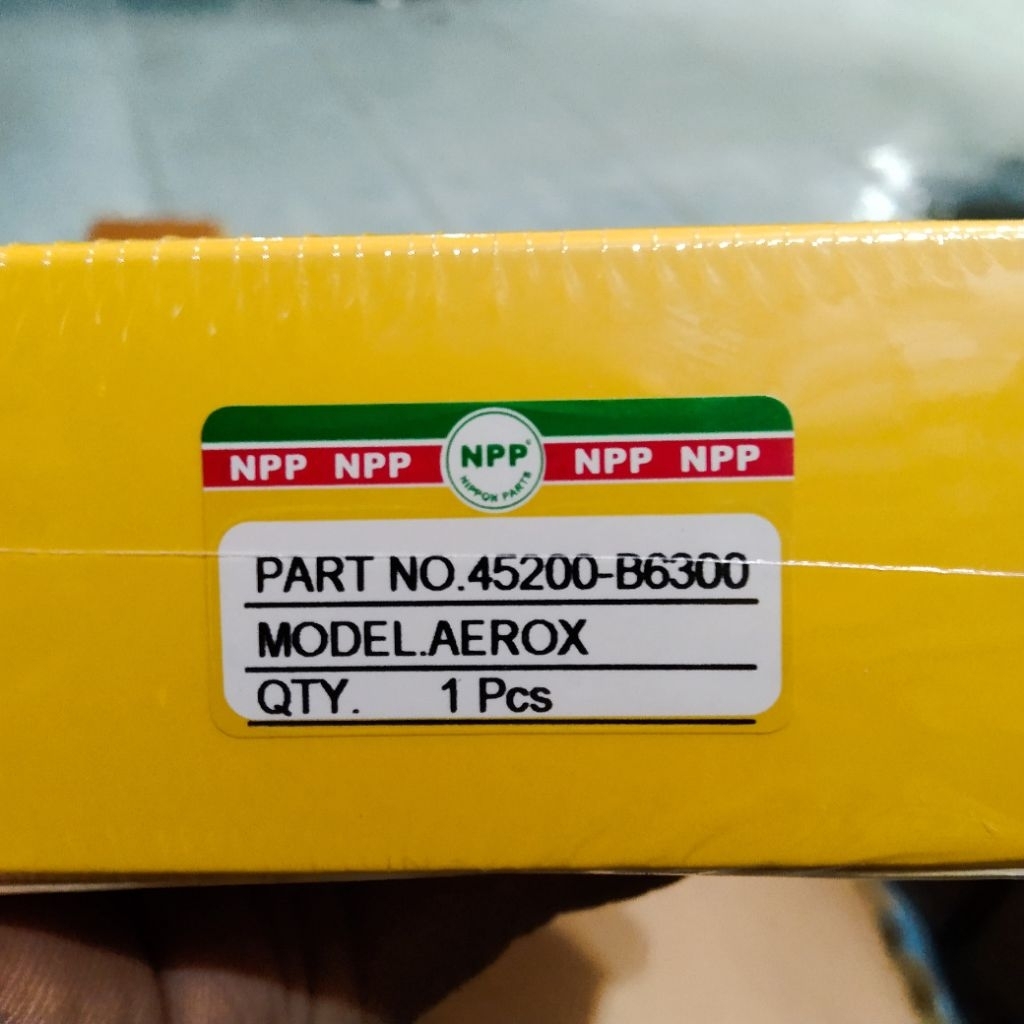 NPP NPP NPP® NPP NPP
NIPPON PARTS
PART NO.45200-B6300
MODEL.AEROX
QTY. 1 Pcs